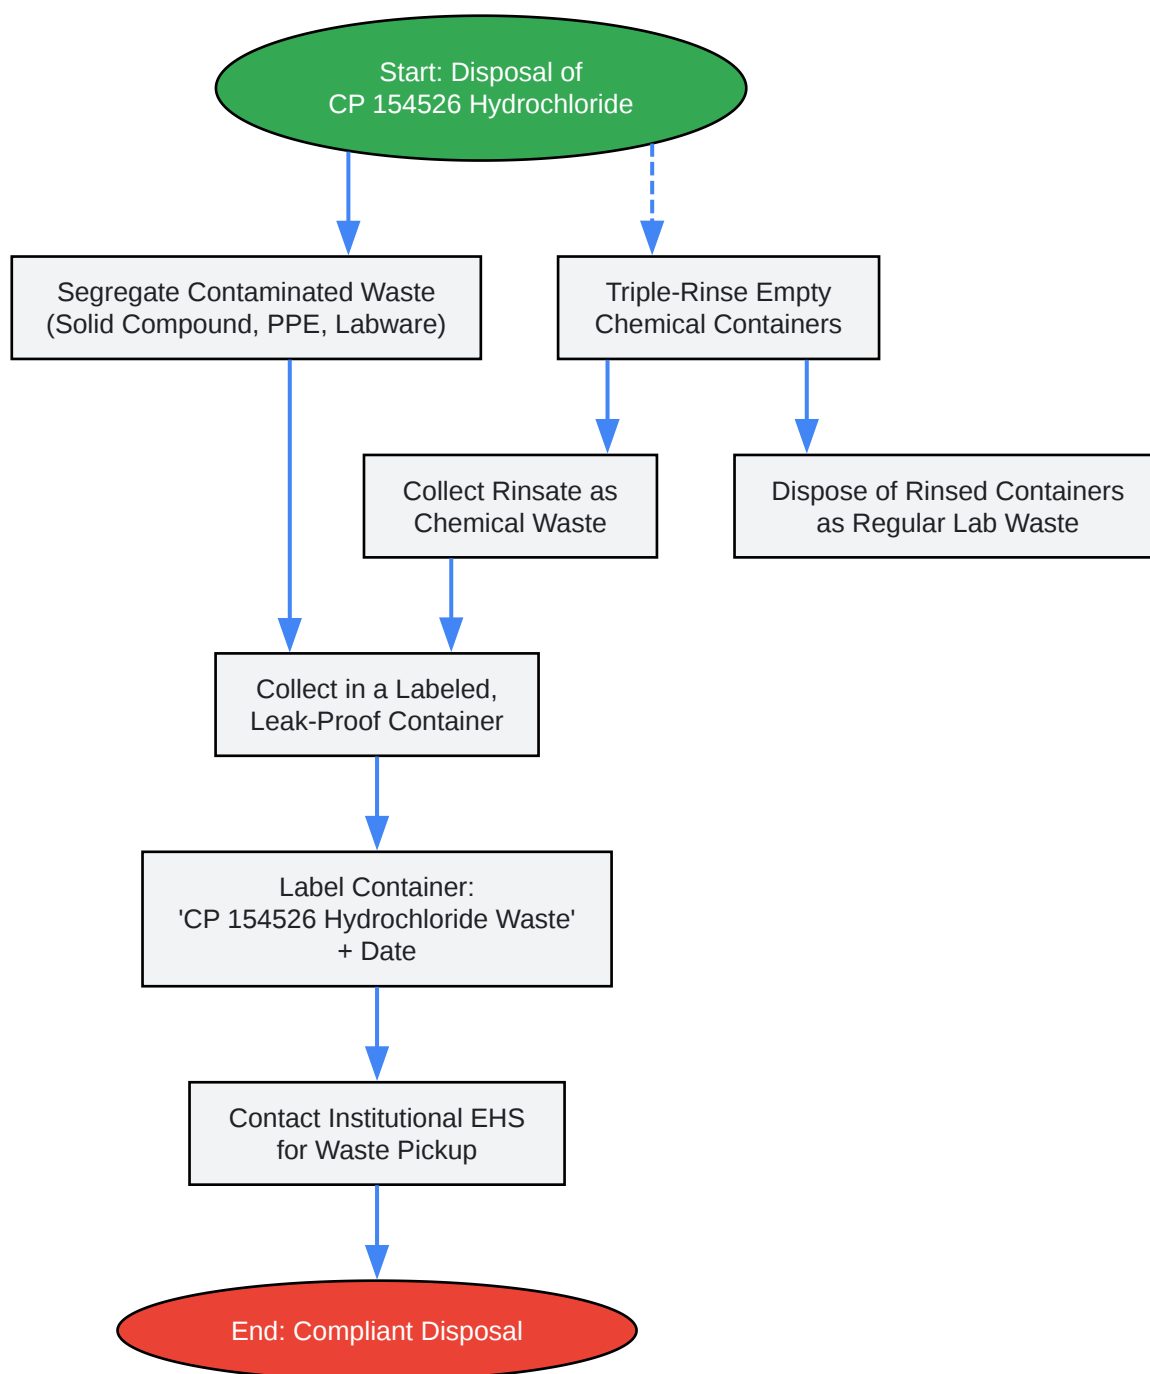 Start: Disposal of
CP 154526 Hydrochloride
Segregate Contaminated Waste
(Solid Compound, PPE, Labware)
Triple-Rinse Empty
Chemical Containers
Collect Rinsate as
Chemical Waste
Dispose of Rinsed Containers
as Regular Lab Waste
Collect in a Labeled,
Leak-Proof Container
Label Container:
'CP 154526 Hydrochloride Waste'
+ Date
Contact Institutional EHS
for Waste Pickup
End: Compliant Disposal